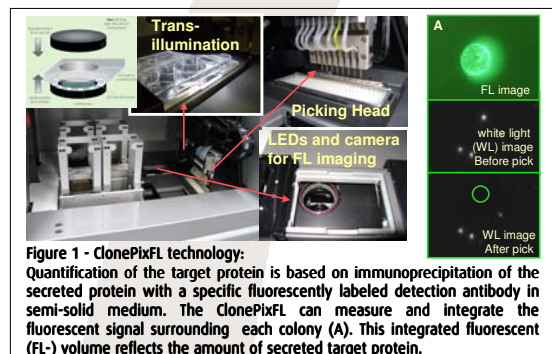 Trans-
illumination
Picking Head
LEDs and camera
for FL imaging
A
FL image
white light
(WL) image
Before pick
WL image
After pick
Figure 1 - ClonePixFL technology:
Quantification of the target protein is based on immunoprecipitation of the
secreted protein with a specific fluorescently labeled detection antibody in
semi-solid medium. The ClonePixFL can measure and integrate the
fluorescent signal surrounding each colony (A). This integrated fluorescent
(FL-) volume reflects the amount of secreted target protein.